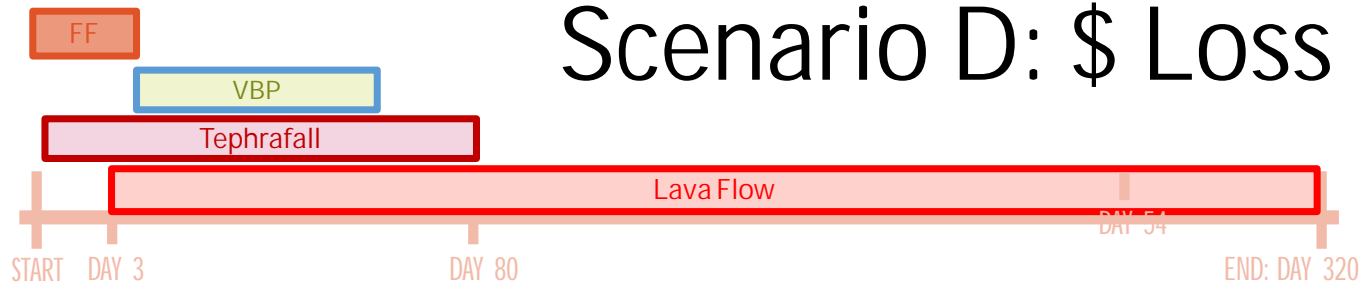 Scenario D: $ Loss
FF
VBP
Tephrafall
Lava Flow
DAY 54
START
DAY 3
DAY 80
END: DAY 320